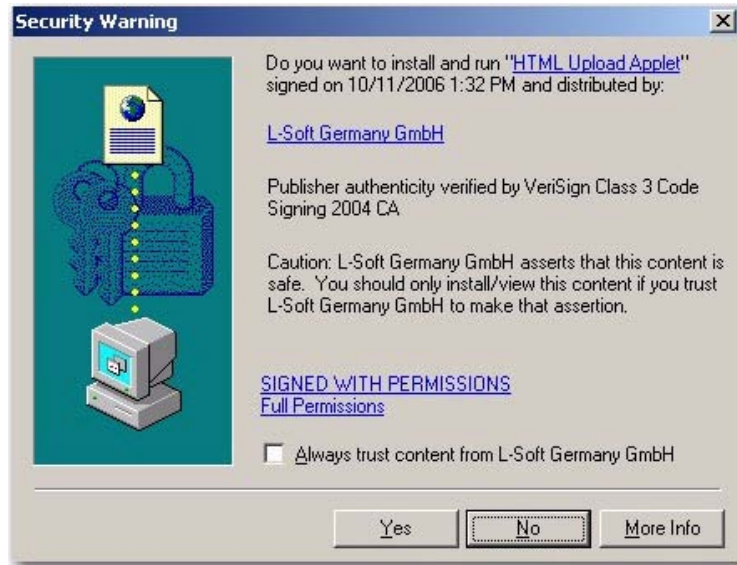 Security Warning
Do you want to install and run "HTML Upload Applet"
signed on 10/11/2006 1:32 PM and distributed by:
L-Soft Germany GmbH
Publisher authenticity verified by VeriSign Class 3 Code
Signing 2004 CA
Caution: L-Soft Germany GmbH asserts that this content is
safe. You should only install/view this content if you trust
L-Soft Germany GmbH to make that assertion.
SIGNED WITH PERMISSIONS
Full Permissions
Always trust content from L-Soft Germany GmbH
Yes No More Info